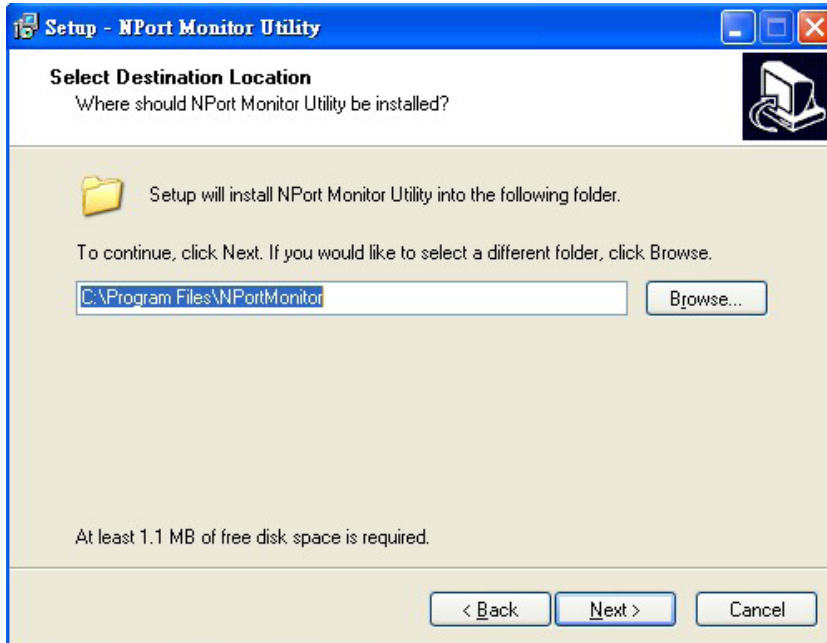 Setup - NPort Monitor Utility
Select Destination Location
Where should NPort Monitor Utility be installed?
Setup will install NPort Monitor Utility into the following folder.
To continue, click Next. If you would like to select a different folder, click Browse.
C:\Program Files\NPortMonitor
Browse...
At least 1.1 MB of free disk space is required.
< Back
Next >
Cancel